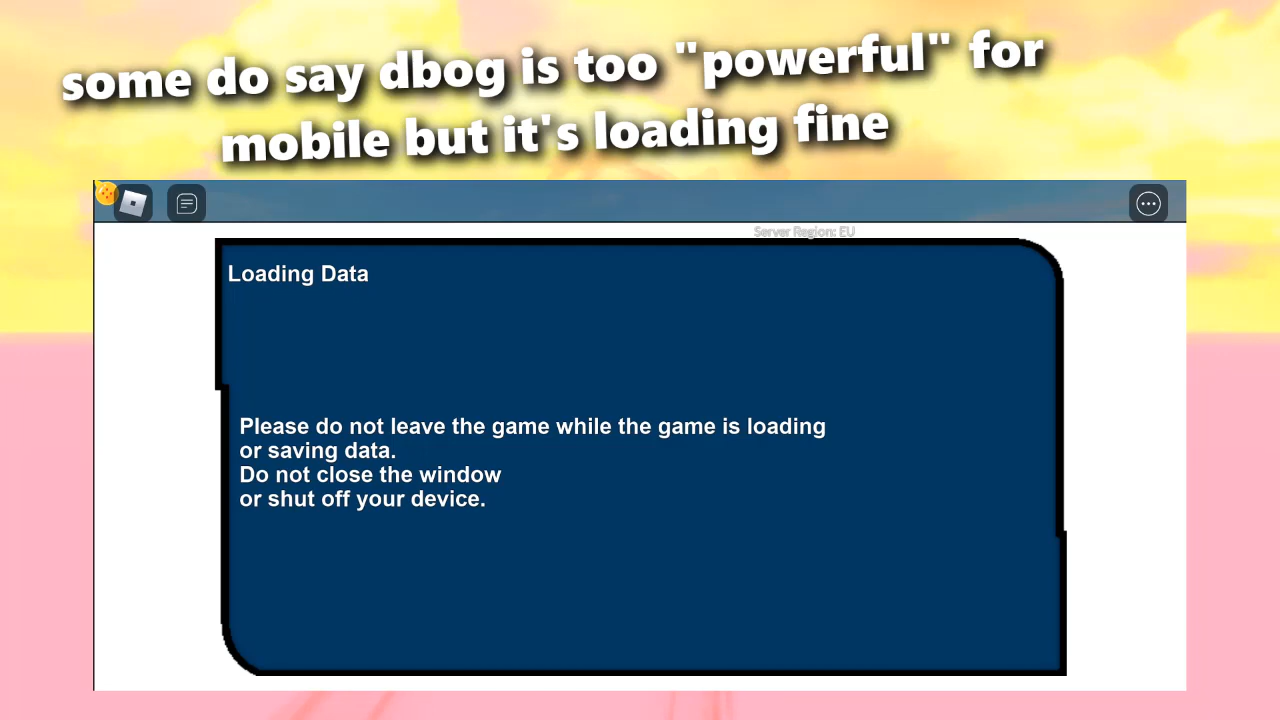 some do say dbog is too "powerful" for
mobile but it's loading fine
Server Region: EU
Loading Data
Please do not leave the game while the game is loading
or saving data.
Do not close the window
or shut off your device.